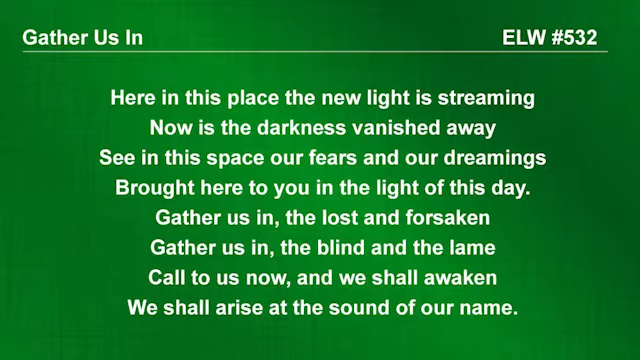 Gather Us In ELW #532
Here in this place the new light is streaming
Now is the darkness vanished away
See in this space our fears and our dreamings
Brought here to you in the light of this day.
Gather us in, the lost and forsaken
Gather us in, the blind and the lame
Call to us now, and we shall awaken
We shall arise at the sound of our name.